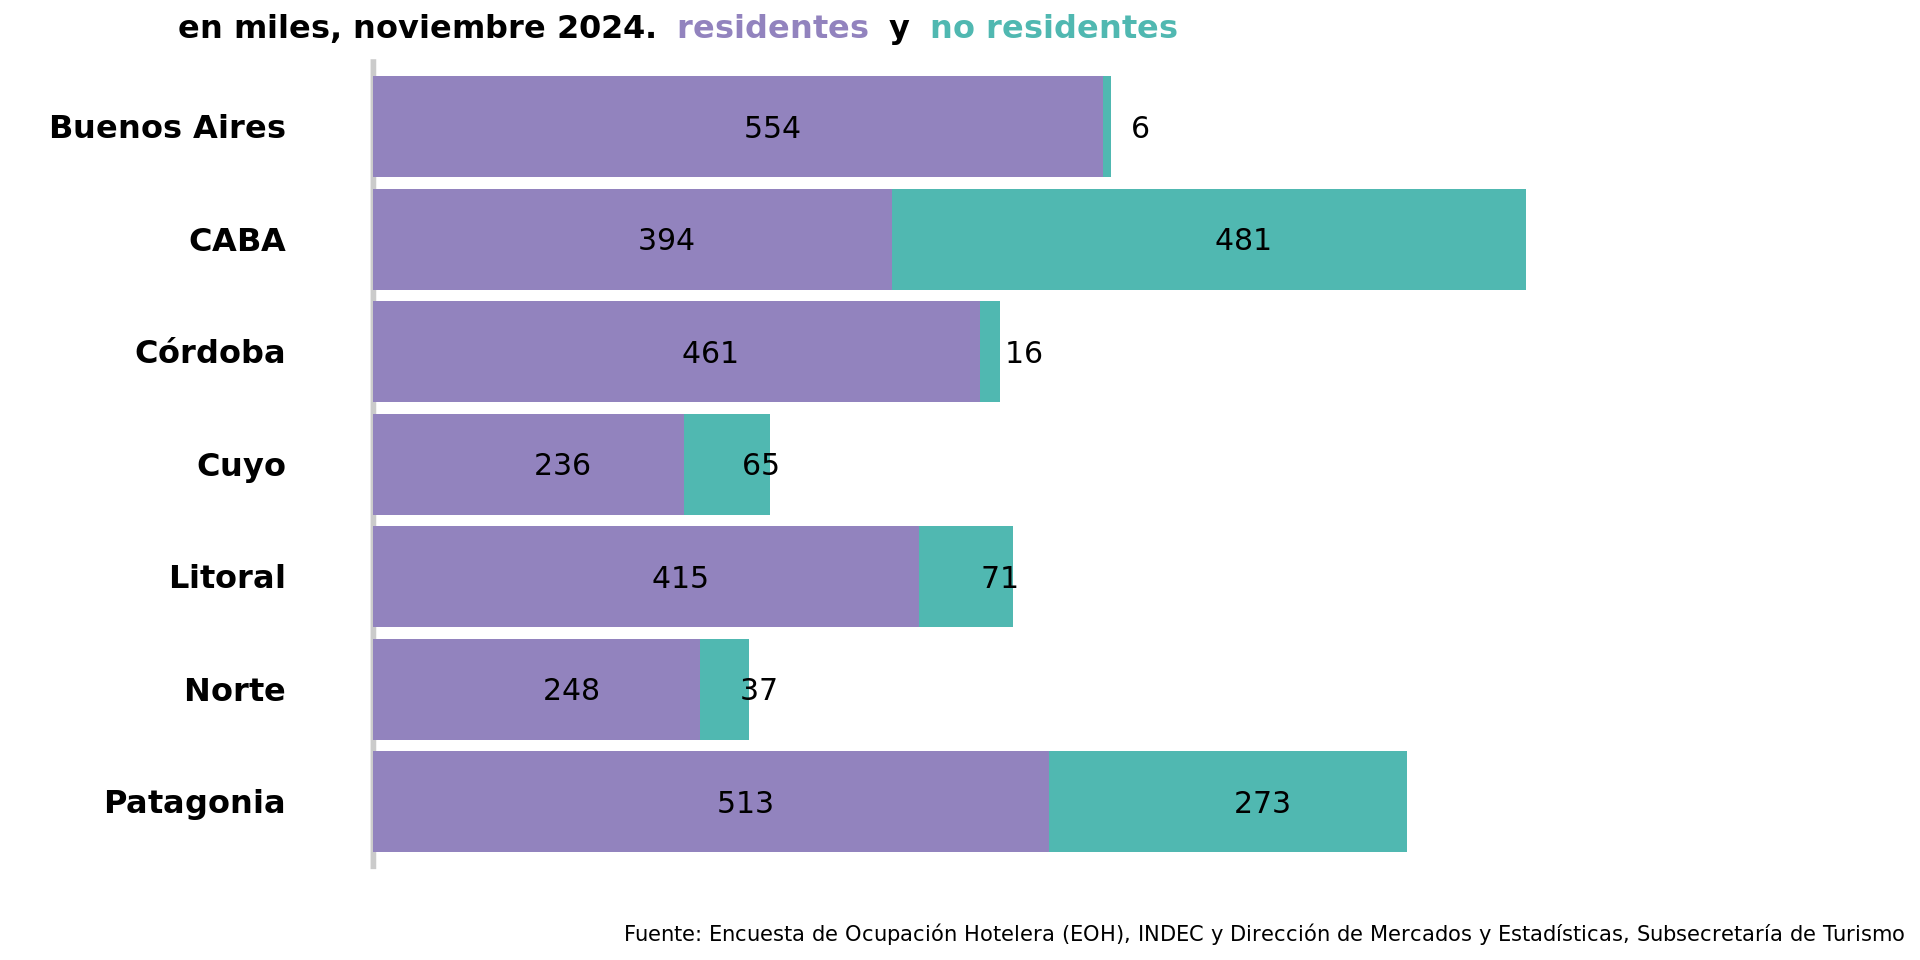 en miles, noviembre 2024. residentes y no residentes
Buenos Aires 554 6
CABA 394 481
Córdoba 461 16
Cuyo 236 65
Litoral 415 71
Norte 248 37
Patagonia 513 273
Fuente: Encuesta de Ocupación Hotelera (EOH), INDEC y Dirección de Mercados y Estadísticas, Subsecretaría de Turismo